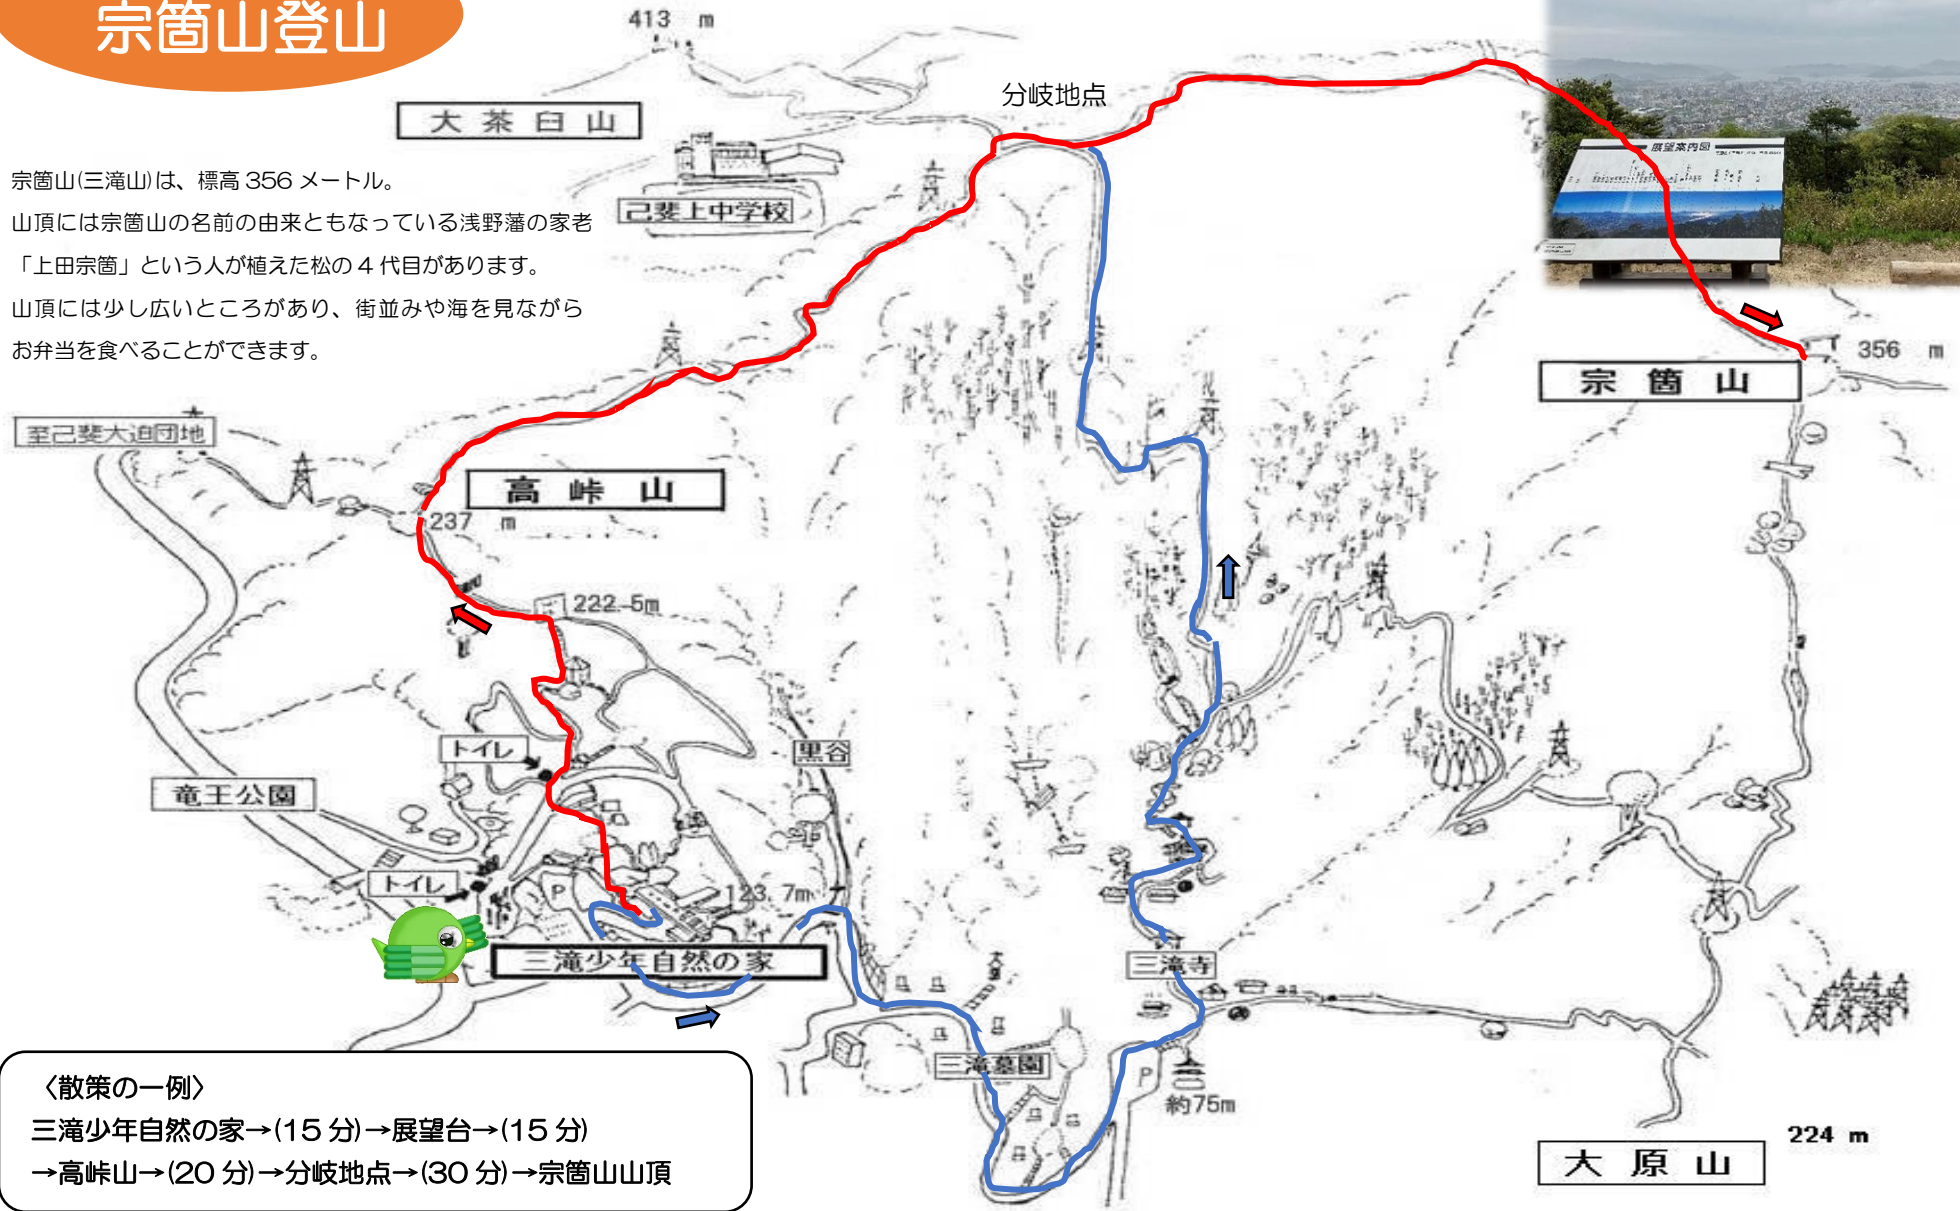 宗箇山登山
413 m
分岐地点
大茶臼山
展望案内図
宗箇山(三滝山)は、標高356メートル。
山頂には宗箇山の名前の由来ともなっている浅野藩の家老
「上田宗箇」という人が植えた松の4代目があります。
山頂には少し広いところがあり、街並みや海を見ながら
お弁当を食べることができます。
己斐上中学校
356 m
宗箇山
至己斐大迫団地
高峠山
237 m
222.5m
トイレ
黒谷
竜王公園
トイレ
P
123.7m
三滝少年自然の家
三滝寺
三滝墓園
P
約75m
224 m
大原山
〈散策の一例〉
三滝少年自然の家→(15分)→展望台→(15分)
→高峠山→(20分)→分岐地点→(30分)→宗箇山山頂